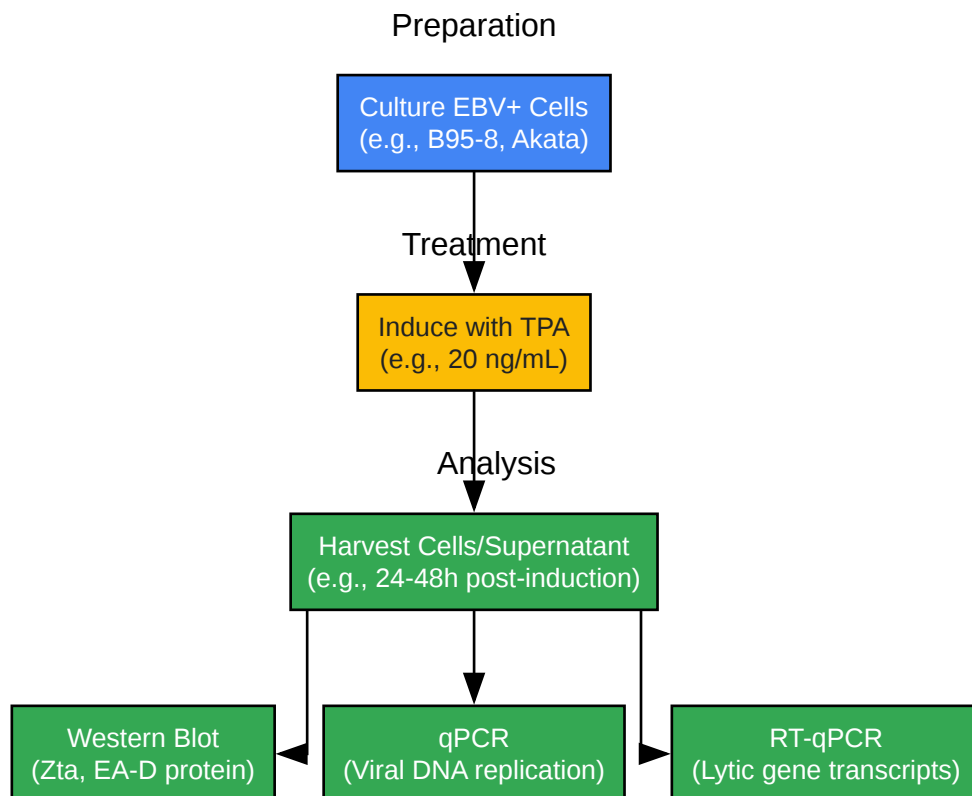 Preparation
Culture EBV+ Cells
(e.g., B95-8, Akata)
Treatment
Induce with TPA
(e.g., 20 ng/mL)
Analysis
Harvest Cells/Supernatant
(e.g., 24-48h post-induction)
Western Blot
(Zta, EA-D protein)
qPCR
(Viral DNA replication)
RT-qPCR
(Lytic gene transcripts)